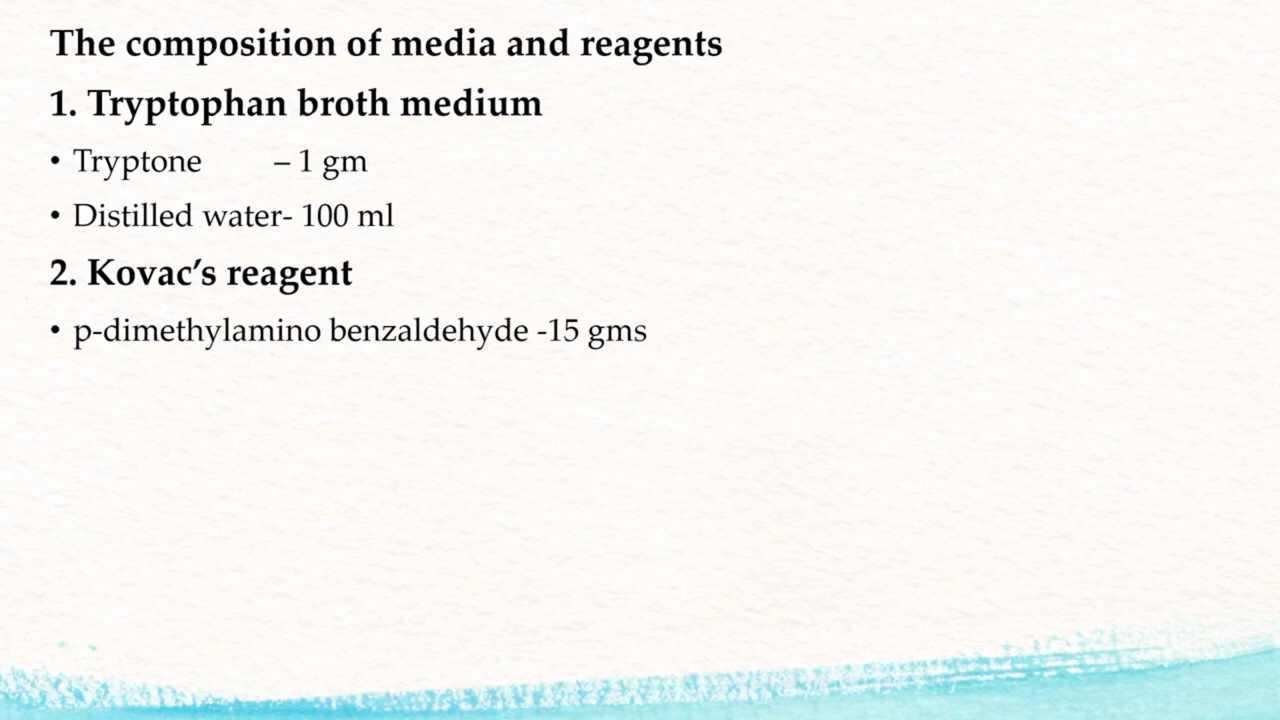 The composition of media and reagents
1. Tryptophan broth medium
• Tryptone – 1 gm
• Distilled water- 100 ml
2. Kovac’s reagent
• p-dimethylamino benzaldehyde -15 gms